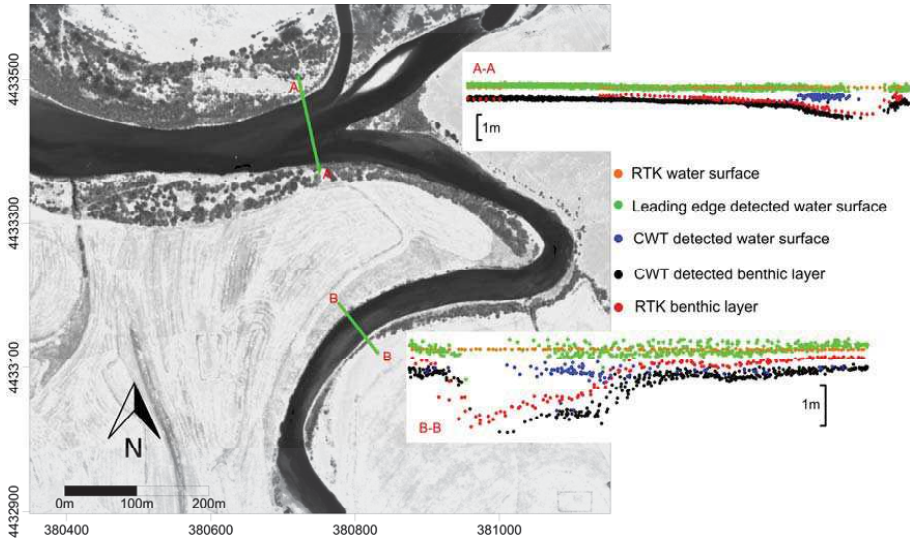 4433500
4433300
4433100
4432900
380400
380600
380800
381000
A
A
B
B
N
0m
100m
200m
A-A
1m
RTK water surface
Leading edge detected water surface
CWT detected water surface
CWT detected benthic layer
RTK benthic layer
B-B
1m